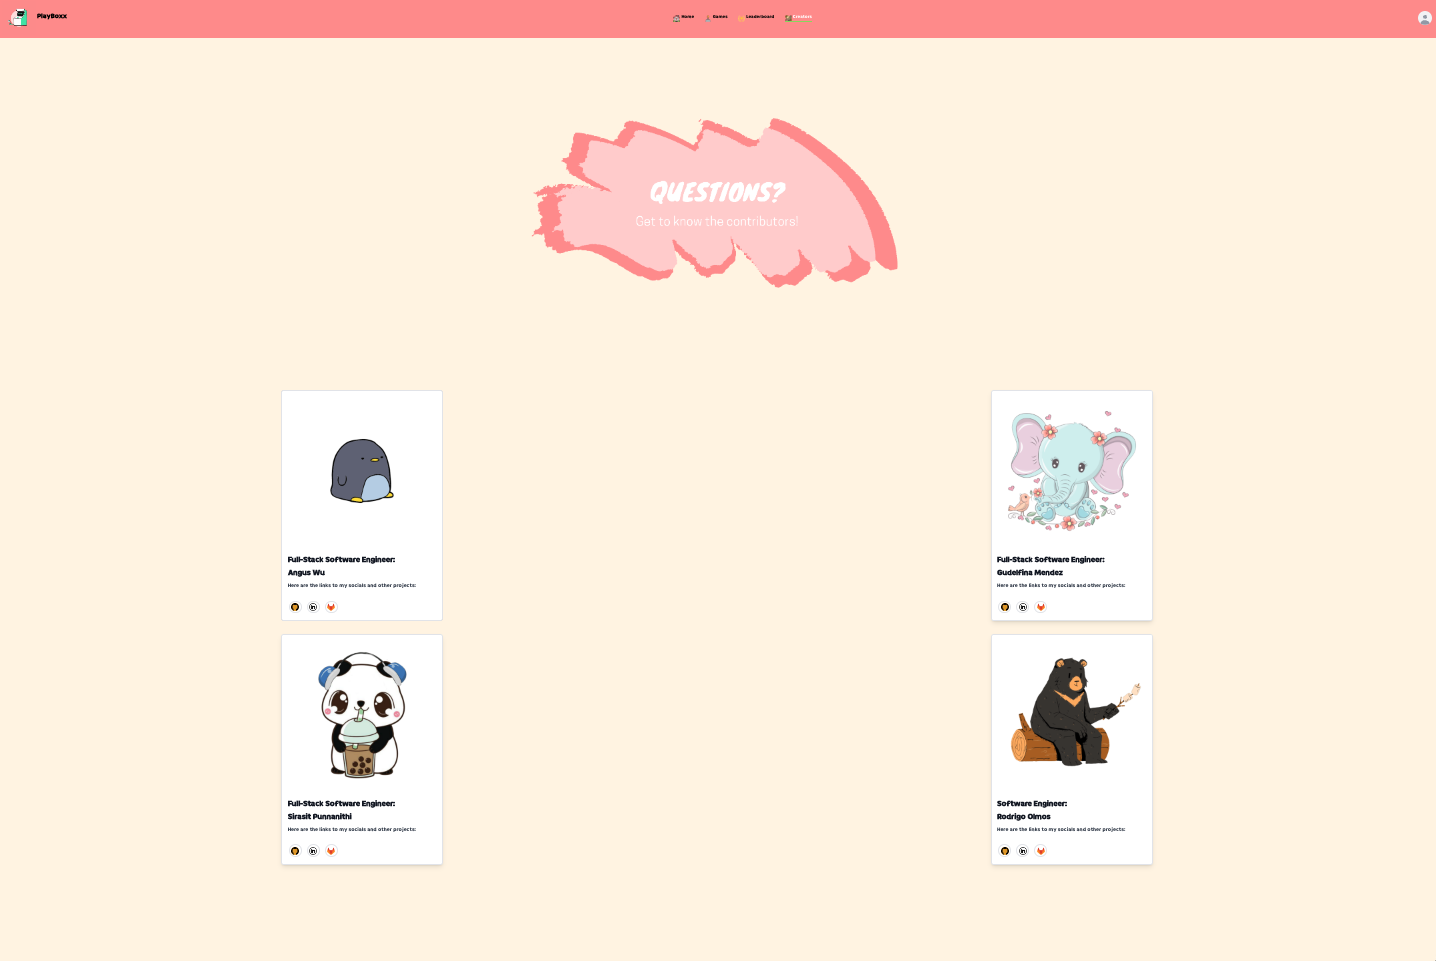 PlayBoxx
Home
Games
Leaderboard
Creators
QUESTIONS?
Get to know the contributors!
Full-Stack Software Engineer:
Angus Wu
Here are the links to my socials and other projects:
Full-Stack Software Engineer:
Gudelfina Mendez
Here are the links to my socials and other projects:
Full-Stack Software Engineer:
Sirasit Punnanithi
Here are the links to my socials and other projects:
Software Engineer:
Rodrigo Olmos
Here are the links to my socials and other projects: